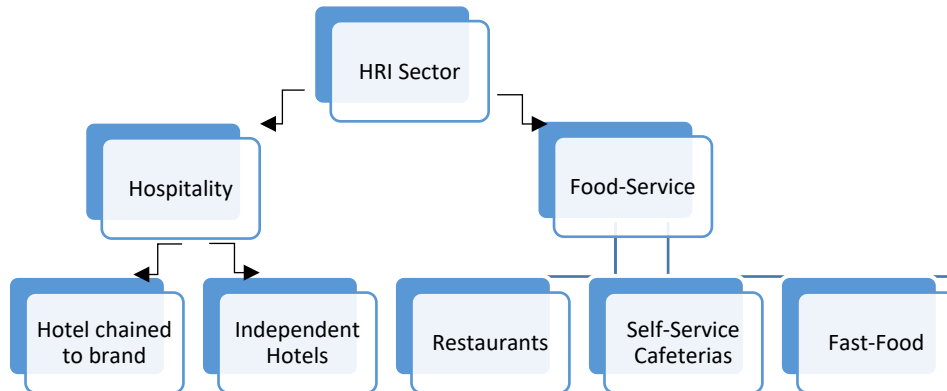 HRI Sector
Hospitality
Food-Service
Hotel chained
to brand
Independent
Hotels
Restaurants
Self-Service
Cafeterias
Fast-Food